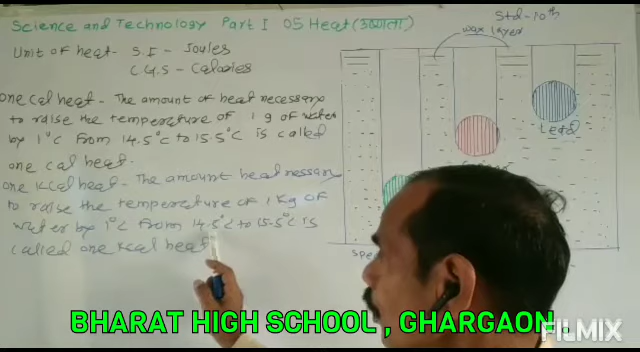 Science and Technology Part I 05 Heat (उष्णता)
Std-10th
Unit of heat - S.I - Joules
C.G.S - Calories
wax layer
one cal heat - The amount of heat necessary
to raise the temperature of 1 g of water
by 1°C from 14.5°C to 15.5°C is called
one cal heat.
Lead
one kcal heat - The amount heat nessary
to raise the temperature of 1 kg of
water by 1°C from 14.5°C to 15.5°C is
called one kcal heat
BHARAT HIGH SCHOOL , GHARGAON.
FILMIX